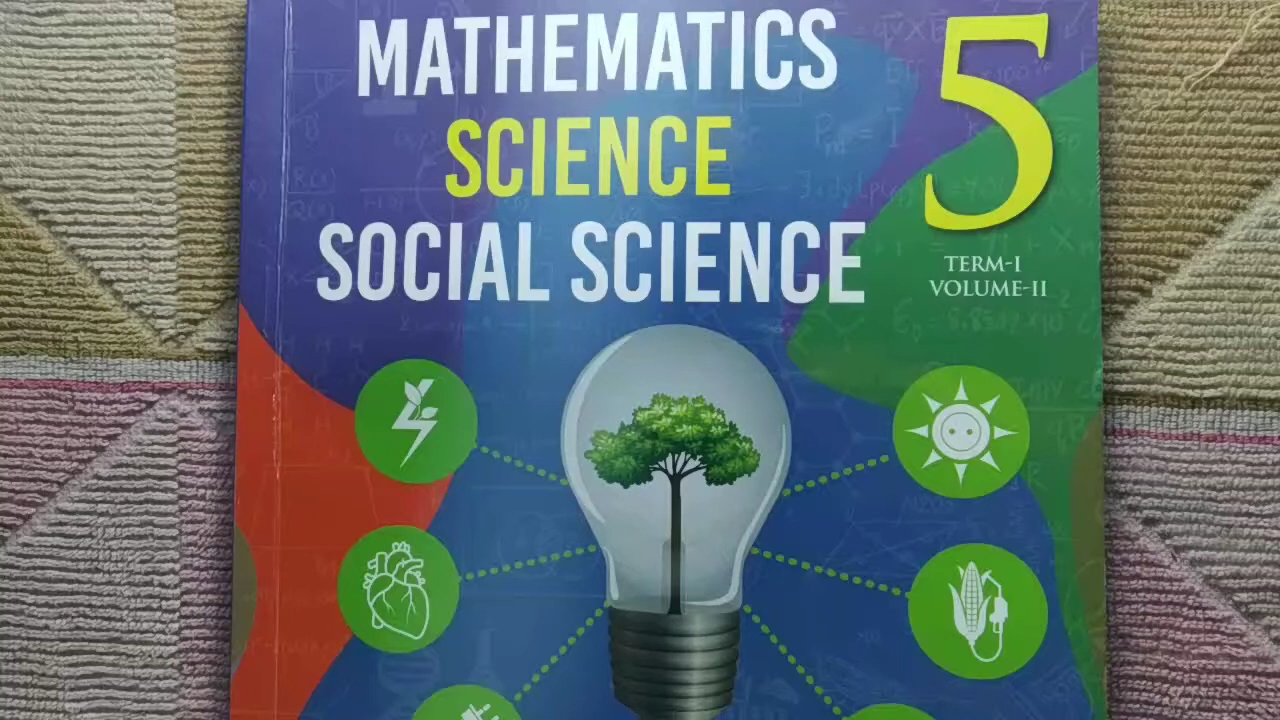 MATHEMATICS
SCIENCE
SOCIAL SCIENCE
5
TERM-I
VOLUME-II